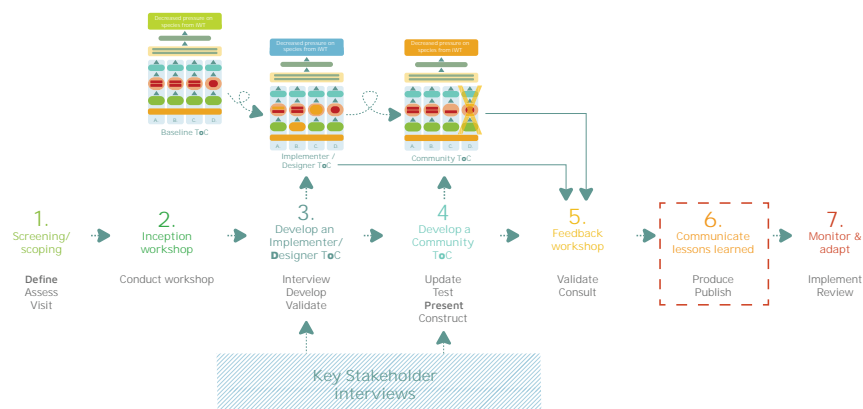 Decreased pressure on
species from IWT
A. B. C. D.
Baseline ToC
Decreased pressure on
species from IWT
A. B. C. D.
Implementer /
Designer ToC
Decreased pressure on
species from IWT
A. B. C. D.
Community ToC
1.
Screening/
scoping
Define
Assess
Visit
2.
Inception
workshop
Conduct workshop
3.
Develop an
Implementer/
Designer ToC
Interview
Develop
Validate
4
Develop a
Community
ToC
Update
Test
Present
Construct
5.
Feedback
workshop
Validate
Consult
6.
Communicate
lessons learned
Produce
Publish
7.
Monitor &
adapt
Implement
Review
Key Stakeholder
interviews